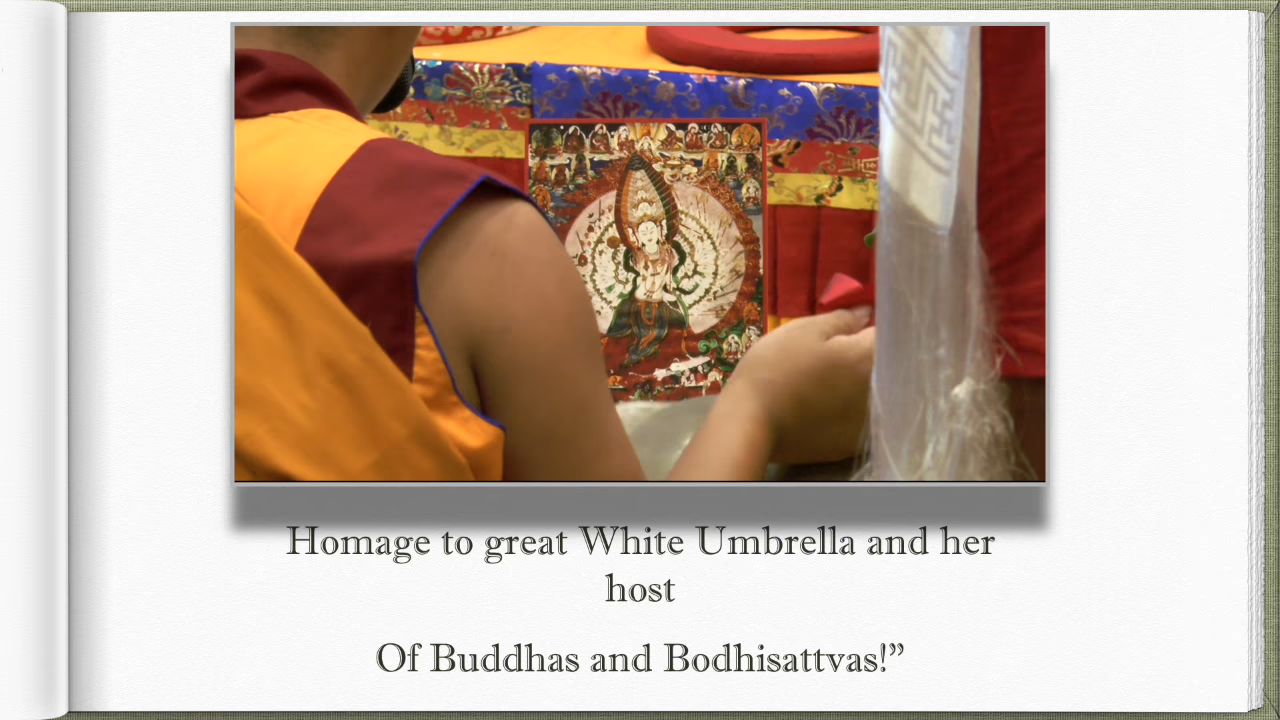 Homage to great White Umbrella and her
host
Of Buddhas and Bodhisattvas!”